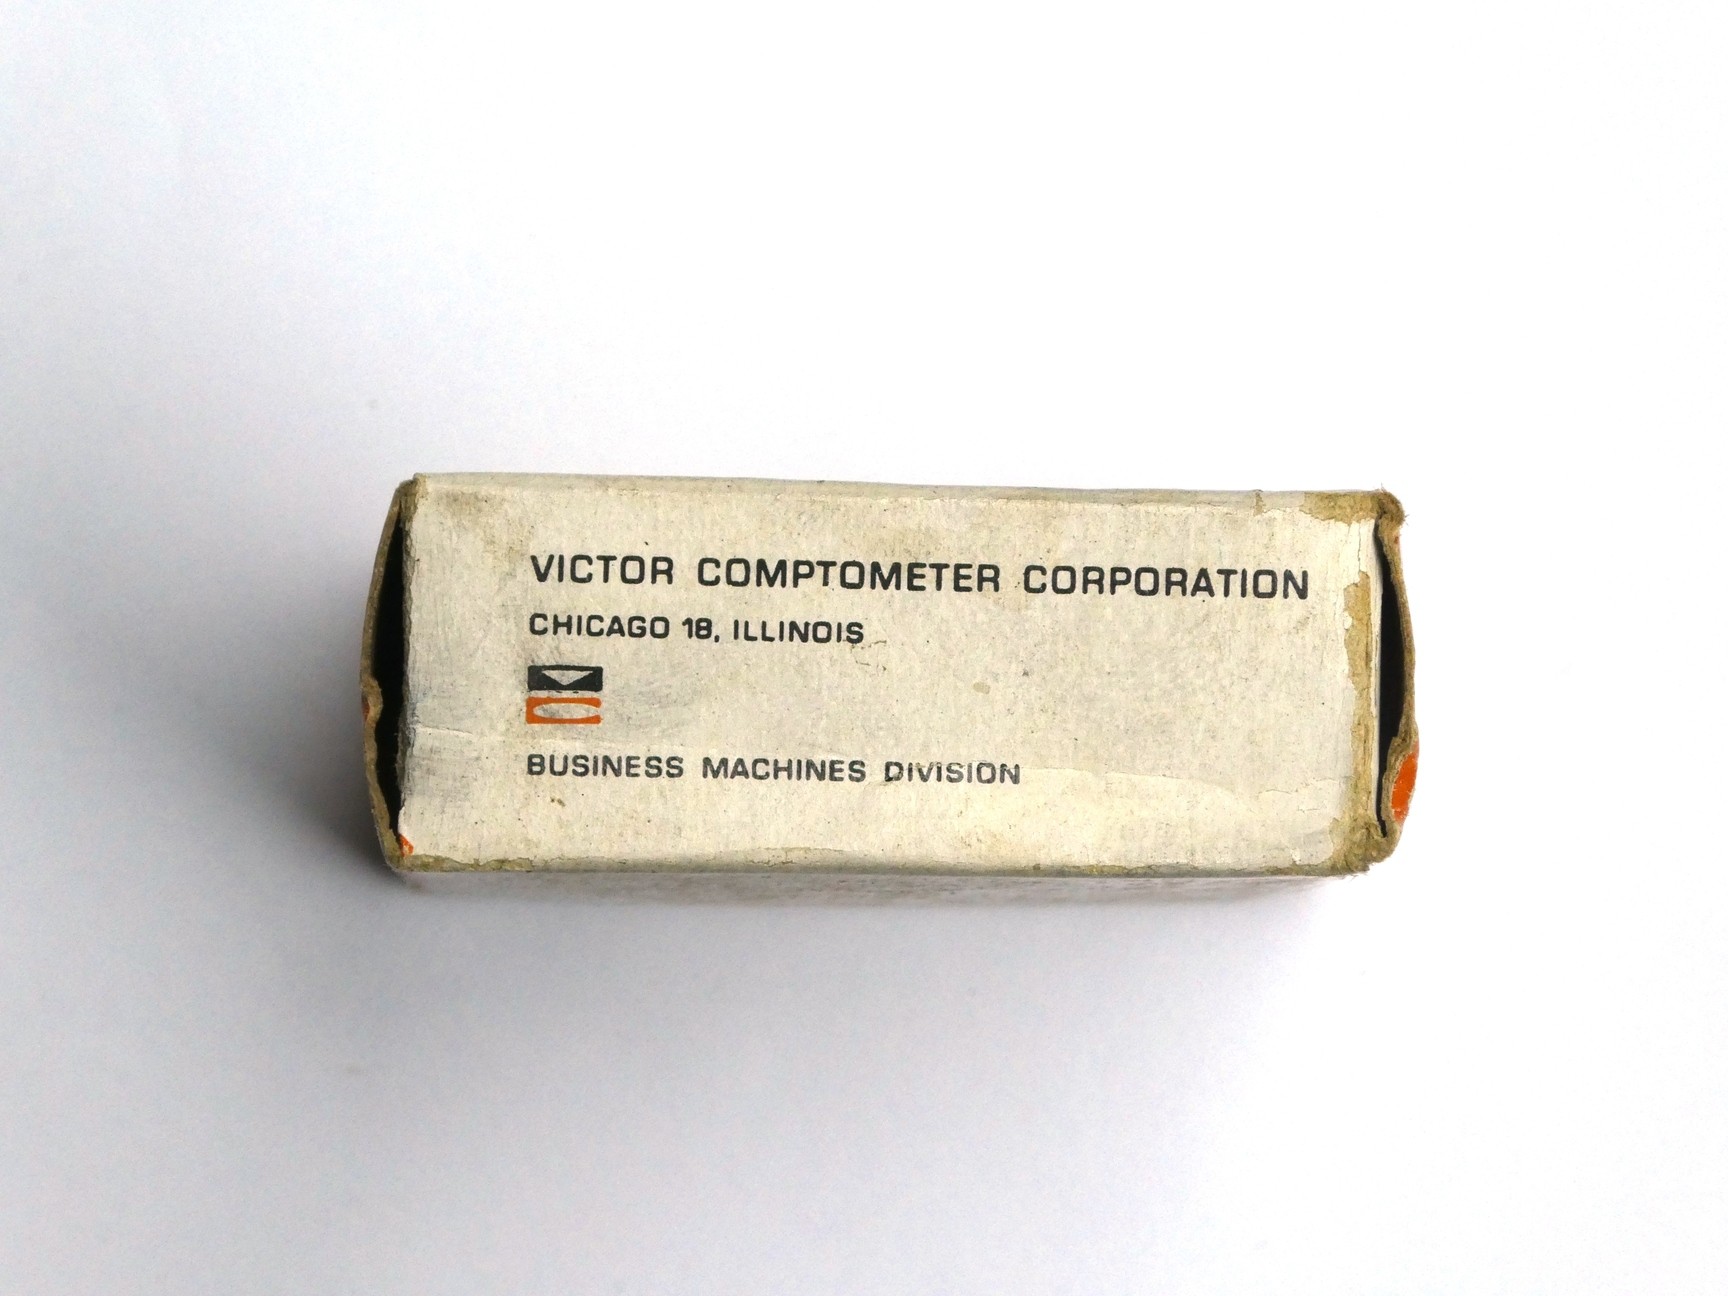 VICTOR COMPTOMETER CORPORATION
CHICAGO 18, ILLINOIS
BUSINESS MACHINES DIVISION